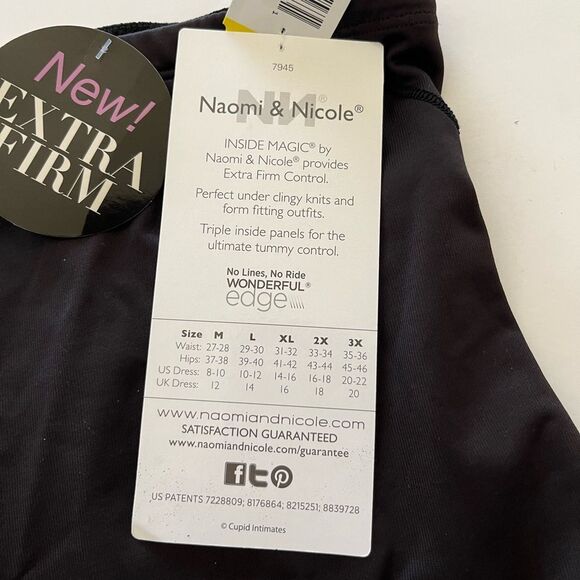 New!
EXTRA
FIRM
7945
NN®
Naomi & Nicole®
INSIDE MAGIC® by
Naomi & Nicole® provides
Extra Firm Control.
Perfect under clingy knits and
form fitting outfits.
Triple inside panels for the
ultimate tummy control.
No Lines, No Ride
WONDERFUL®
edge
Size M L XL 2X 3X
Waist: 27-28 29-30 31-32 33-34 35-36
Hips: 37-38 39-40 41-42 43-44 45-46
US Dress: 8-10 10-12 14-16 16-18 20-22
UK Dress: 12 14 16 18 20
www.naomiandnicole.com
SATISFACTION GUARANTEED
www.naomiandnicole.com/guarantee
US PATENTS 7228809; 8176864; 8215251; 8839728
© Cupid Intimates